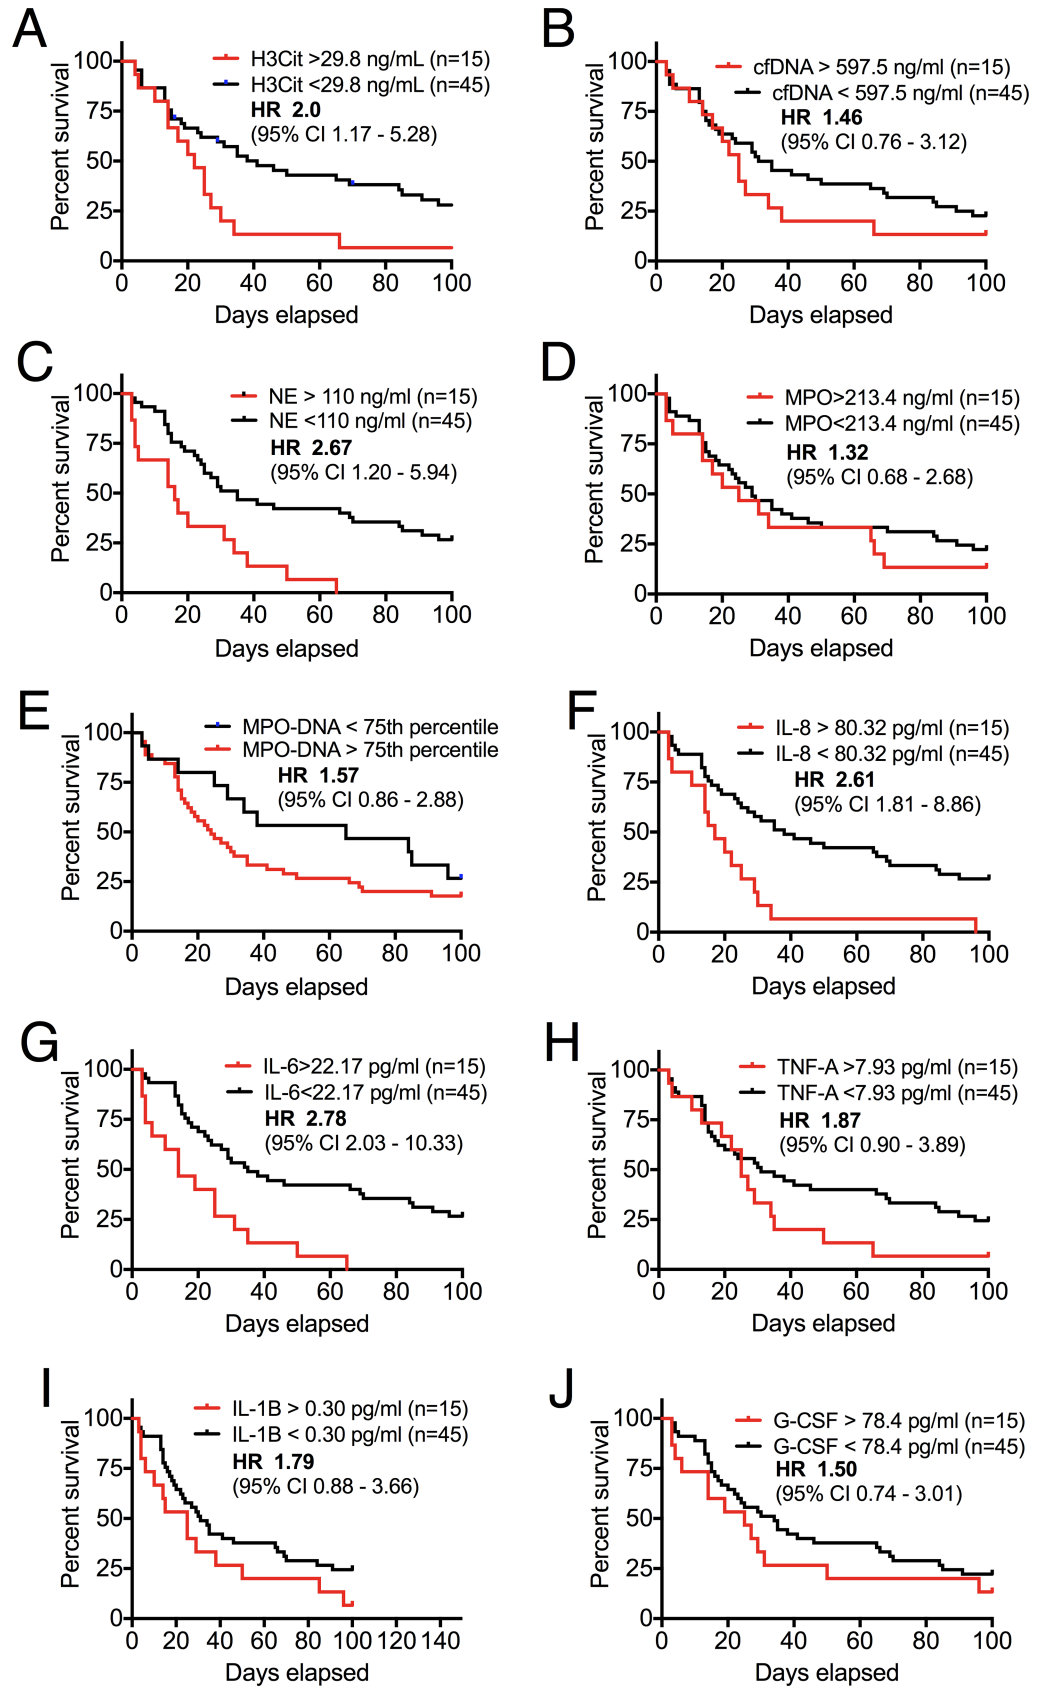 A
H3Cit >29.8 ng/mL (n=15)
H3Cit <29.8 ng/mL (n=45)
HR 2.0
(95% CI 1.17 - 5.28)
Percent survival
100
75
50
25
0
0 20 40 60 80 100
Days elapsed
B
cfDNA > 597.5 ng/ml (n=15)
cfDNA < 597.5 ng/ml (n=45)
HR 1.46
(95% CI 0.76 - 3.12)
Percent survival
100
75
50
25
0
0 20 40 60 80 100
Days elapsed
C
NE > 110 ng/ml (n=15)
NE <110 ng/ml (n=45)
HR 2.67
(95% CI 1.20 - 5.94)
Percent survival
100
75
50
25
0
0 20 40 60 80 100
Days elapsed
D
MPO>213.4 ng/ml (n=15)
MPO<213.4 ng/ml (n=45)
HR 1.32
(95% CI 0.68 - 2.68)
Percent survival
100
75
50
25
0
0 20 40 60 80 100
Days elapsed
E
MPO-DNA < 75th percentile
MPO-DNA > 75th percentile
HR 1.57
(95% CI 0.86 - 2.88)
Percent survival
100
75
50
25
0
0 20 40 60 80 100
Days elapsed
F
IL-8 > 80.32 pg/ml (n=15)
IL-8 < 80.32 pg/ml (n=45)
HR 2.61
(95% CI 1.81 - 8.86)
Percent survival
100
75
50
25
0
0 20 40 60 80 100
Days elapsed
G
IL-6>22.17 pg/ml (n=15)
IL-6<22.17 pg/ml (n=45)
HR 2.78
(95% CI 2.03 - 10.33)
Percent survival
100
75
50
25
0
0 20 40 60 80 100
Days elapsed
H
TNF-A >7.93 pg/ml (n=15)
TNF-A <7.93 pg/ml (n=45)
HR 1.87
(95% CI 0.90 - 3.89)
Percent survival
100
75
50
25
0
0 20 40 60 80 100
Days elapsed
I
IL-1B > 0.30 pg/ml (n=15)
IL-1B < 0.30 pg/ml (n=45)
HR 1.79
(95% CI 0.88 - 3.66)
Percent survival
100
75
50
25
0
0 20 40 60 80 100 120 140
Days elapsed
J
G-CSF > 78.4 pg/ml (n=15)
G-CSF < 78.4 pg/ml (n=45)
HR 1.50
(95% CI 0.74 - 3.01)
Percent survival
100
75
50
25
0
0 20 40 60 80 100
Days elapsed